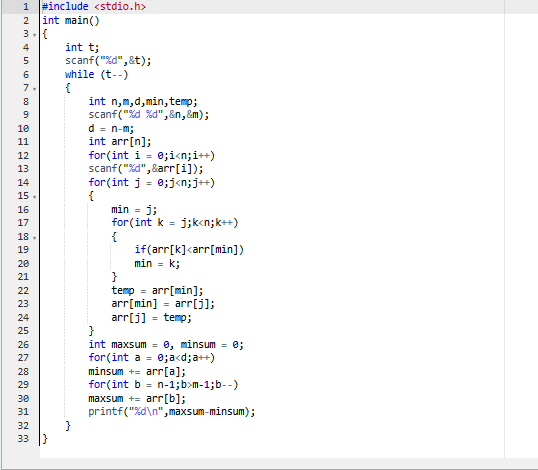 1 #include <stdio.h>
2 int main()
3 {
4 int t;
5 scanf("%d",&t);
6 while (t--)
7 {
8 int n,m,d,min,temp;
9 scanf("%d %d",&n,&m);
10 d = n-m;
11 int arr[n];
12 for(int i = 0;i<n;i++)
13 scanf("%d",&arr[i]);
14 for(int j = 0;j<n;j++)
15 {
16 min = j;
17 for(int k = j;k<n;k++)
18 {
19 if(arr[k]<arr[min])
20 min = k;
21 }
22 temp = arr[min];
23 arr[min] = arr[j];
24 arr[j] = temp;
25 }
26 int maxsum = 0, minsum = 0;
27 for(int a = 0;a<d;a++)
28 minsum += arr[a];
29 for(int b = n-1;b>m-1;b--)
30 maxsum += arr[b];
31 printf("%d\n",maxsum-minsum);
32 }
33 }